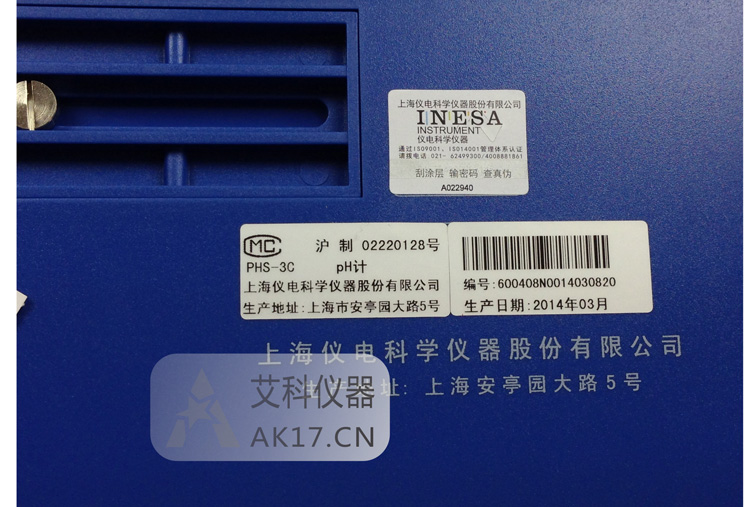 上海仪电科学仪器股份有限公司
INESA
INSTRUMENT
仪电科学仪器
通过ISO9001、ISO14001管理体系认证
请拨电话 021- 62499300/4008881861
刮涂层 输密码 查真伪
A022940
MC 沪 制 02220128号
PHS-3C pH计
上海仪电科学仪器股份有限公司
生产地址:上海市安亭园大路5号
编号:600408N0014030820
生产日期:2014年03月
上海仪电科学仪器股份有限公司
生产地址: 上海安亭园大路5号
艾科仪器
AK17.CN